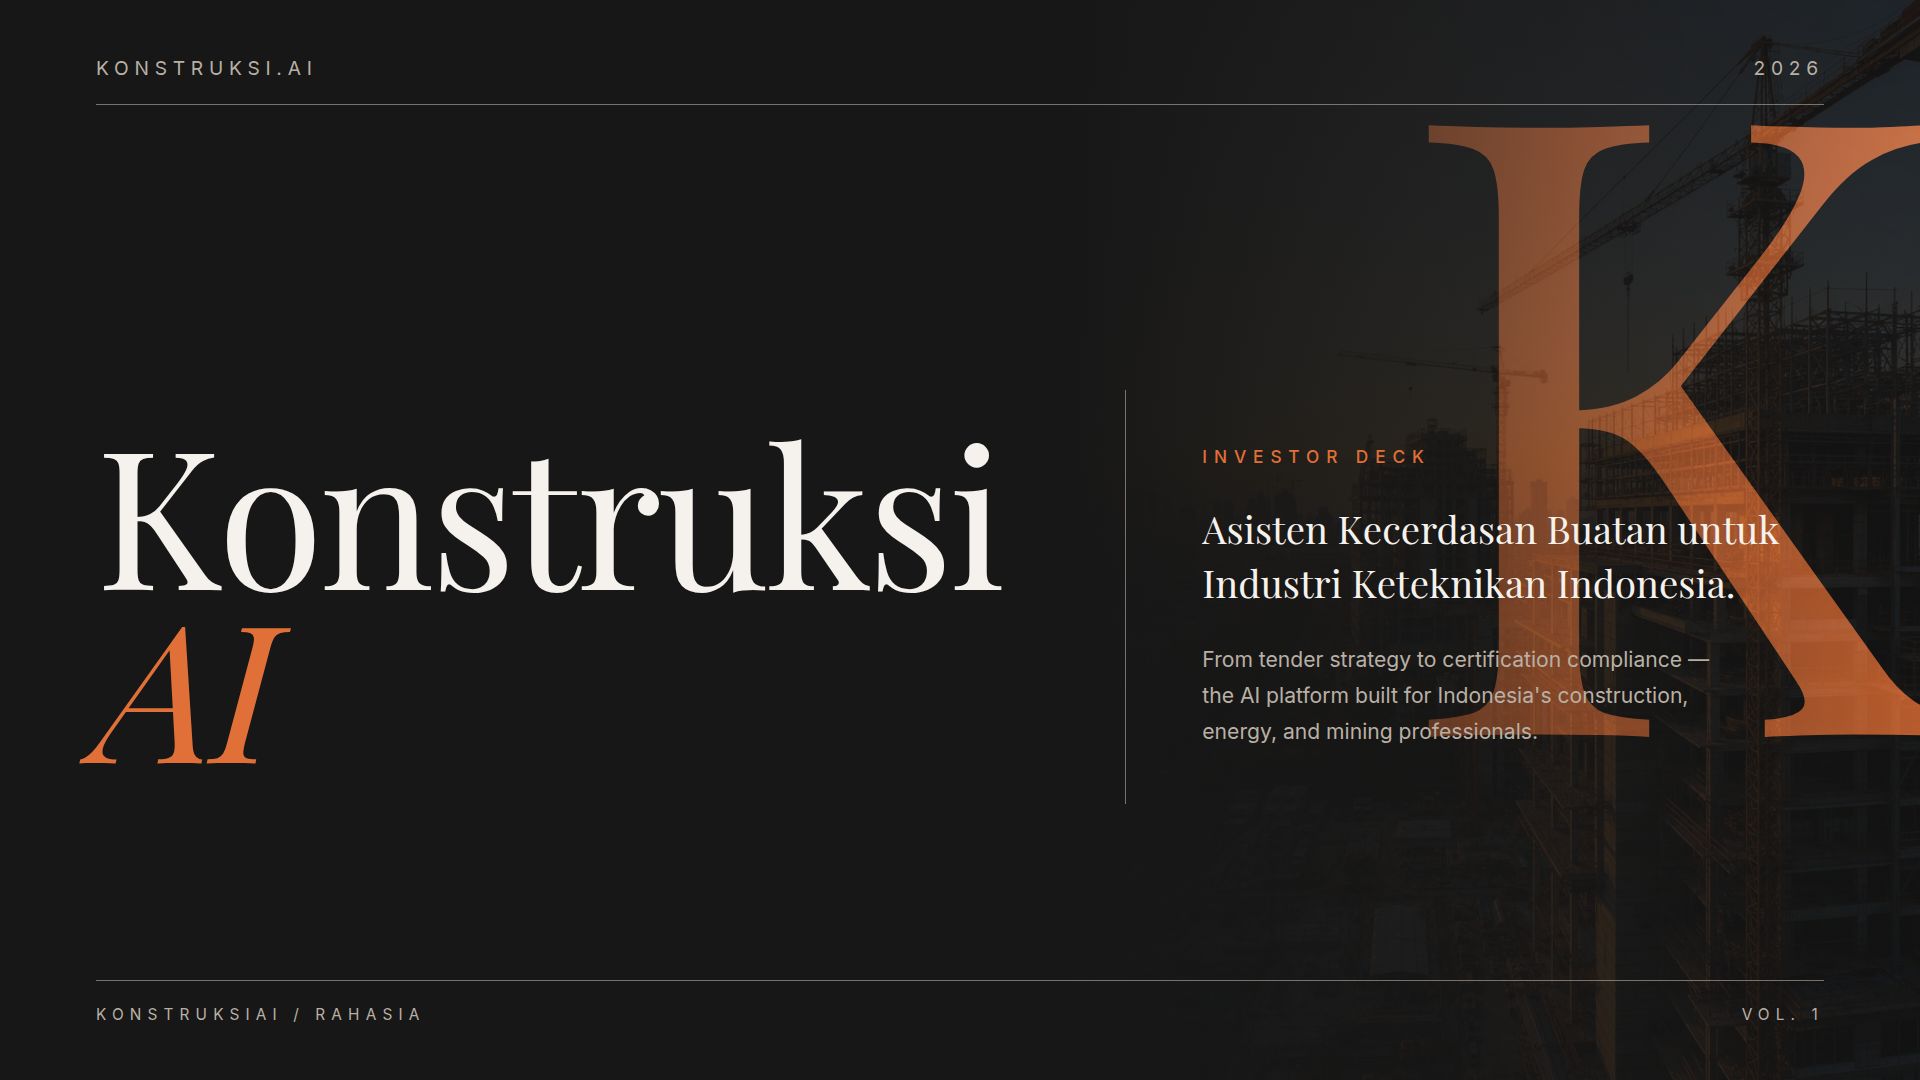 KONSTRUKSI.AI
2026
K
Konstruksi
AI
INVESTOR DECK
Asisten Kecerdasan Buatan untuk
Industri Keteknikan Indonesia.
From tender strategy to certification compliance —
the AI platform built for Indonesia's construction,
energy, and mining professionals.
KONSTRUKSIAI / RAHASIA
VOL. 1